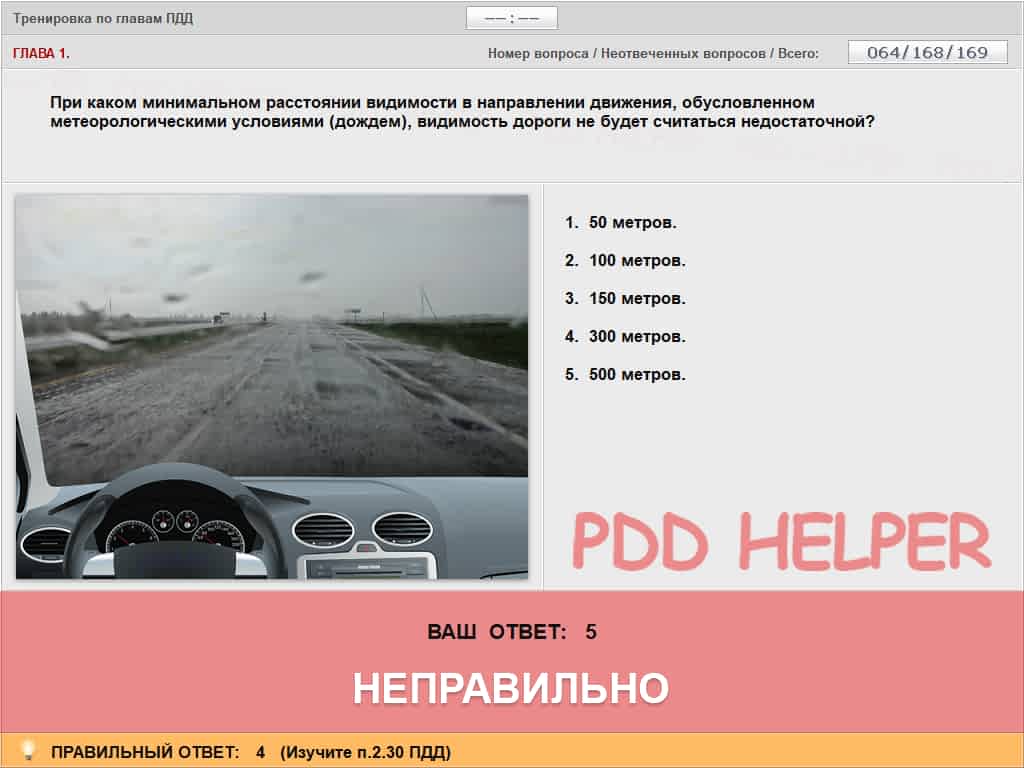 Тренировка по главам ПДД
–– : ––
ГЛАВА 1.
Номер вопроса / Неотвеченных вопросов / Всего:
064/168/169
При каком минимальном расстоянии видимости в направлении движения, обусловленном
метеорологическими условиями (дождем), видимость дороги не будет считаться недостаточной?
1. 50 метров.
2. 100 метров.
3. 150 метров.
4. 300 метров.
5. 500 метров.
PDD HELPER
ВАШ ОТВЕТ: 5
НЕПРАВИЛЬНО
ПРАВИЛЬНЫЙ ОТВЕТ: 4 (Изучите п.2.30 ПДД)